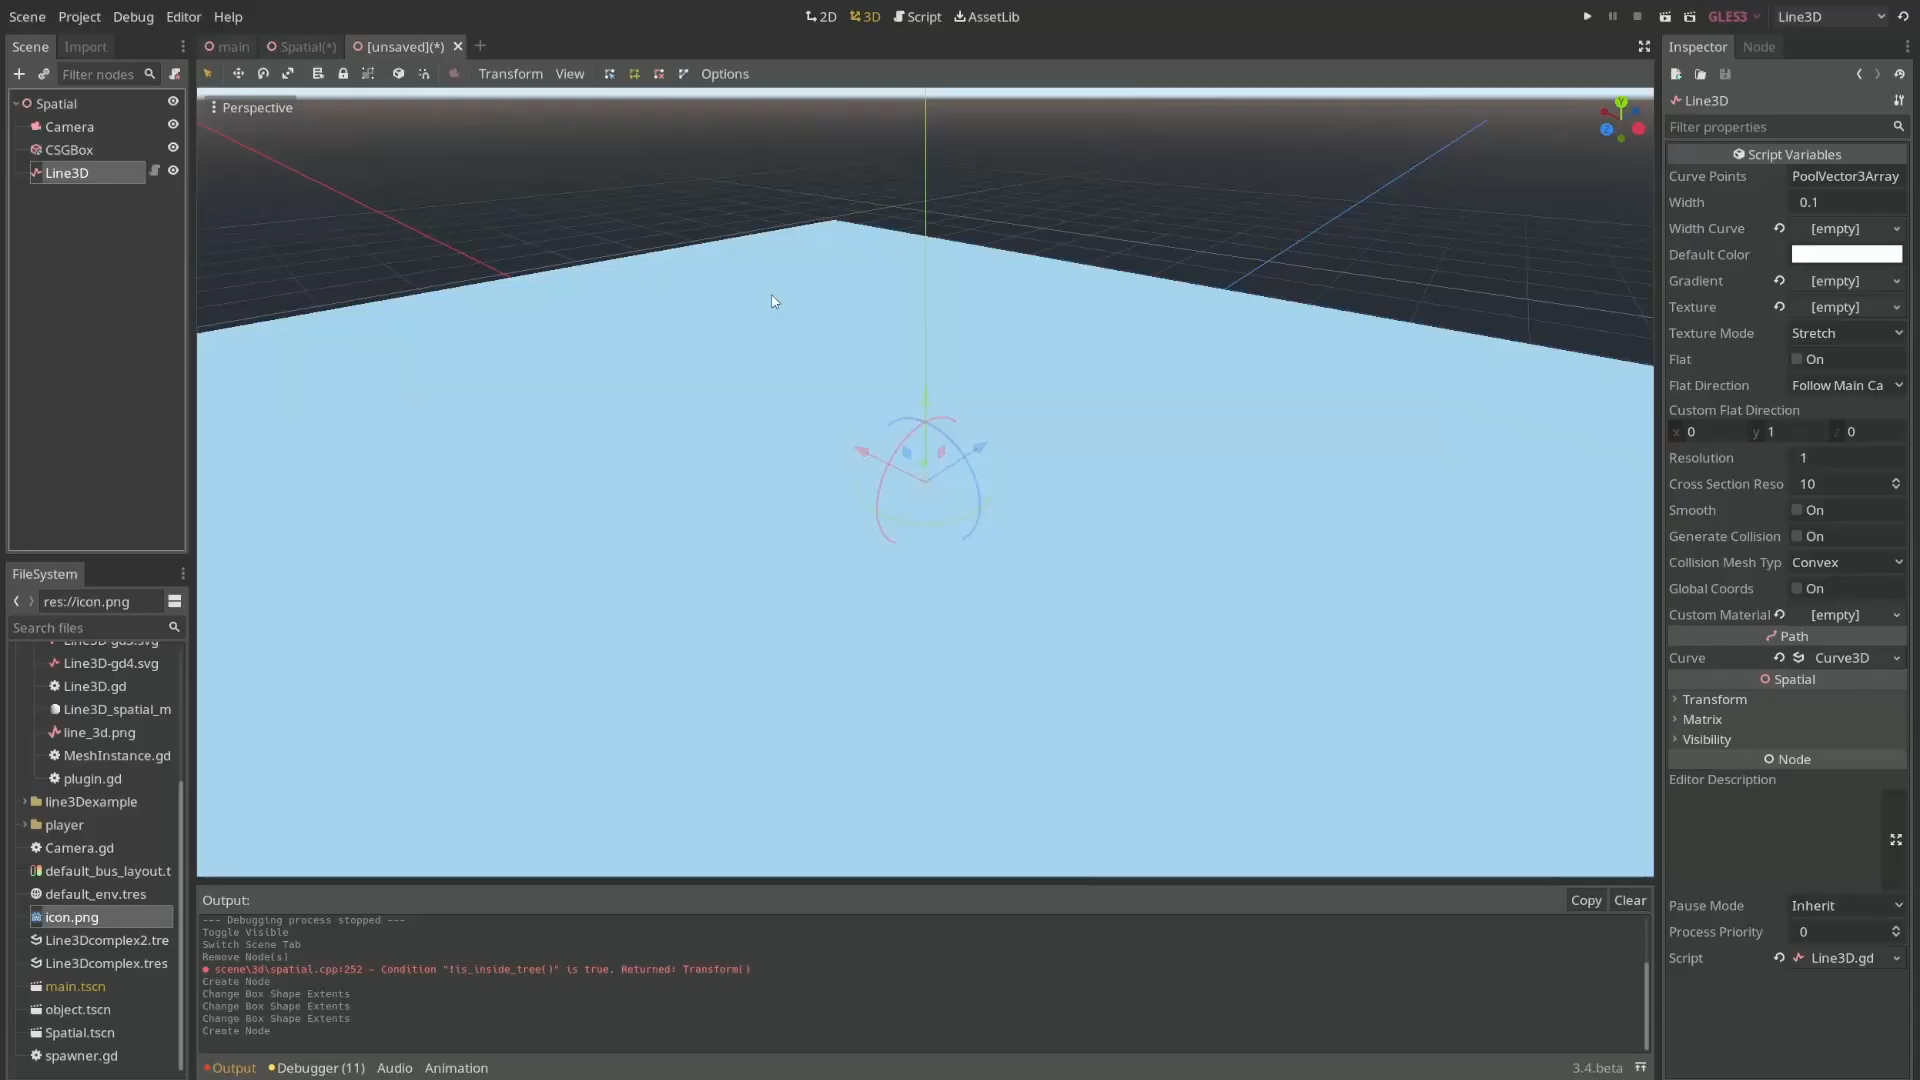 Scene Project Debug Editor Help
2D 3D Script AssetLib
GLES3 Line3D
Scene Import
main Spatial(*) [unsaved](*)
Inspector Node
Filter nodes
Transform View Options
Perspective
Y
Z
Spatial
Camera
CSGBox
Line3D
FileSystem
res://icon.png
Search files
Line3D-gd3.svg
Line3D-gd4.svg
Line3D.gd
Line3D_spatial_m
line_3d.png
MeshInstance.gd
plugin.gd
line3Dexample
player
Camera.gd
default_bus_layout.t
default_env.tres
icon.png
Line3Dcomplex2.tre
Line3Dcomplex.tres
main.tscn
object.tscn
Spatial.tscn
spawner.gd
Output:
Copy Clear
--- Debugging process stopped ---
Toggle Visible
Switch Scene Tab
Remove Node(s)
scene\3d\spatial.cpp:252 - Condition "!is_inside_tree()" is true. Returned: Transform()
Create Node
Change Box Shape Extents
Change Box Shape Extents
Change Box Shape Extents
Create Node
Output Debugger (11) Audio Animation
3.4.beta
Line3D
Filter properties
Script Variables
Curve Points PoolVector3Array
Width 0.1
Width Curve [empty]
Default Color
Gradient [empty]
Texture [empty]
Texture Mode Stretch
Flat On
Flat Direction Follow Main Ca
Custom Flat Direction
x 0 y 1 z 0
Resolution 1
Cross Section Reso 10
Smooth On
Generate Collision On
Collision Mesh Typ Convex
Global Coords On
Custom Material [empty]
Path
Curve Curve3D
Spatial
Transform
Matrix
Visibility
Node
Editor Description
Pause Mode Inherit
Process Priority 0
Script Line3D.gd